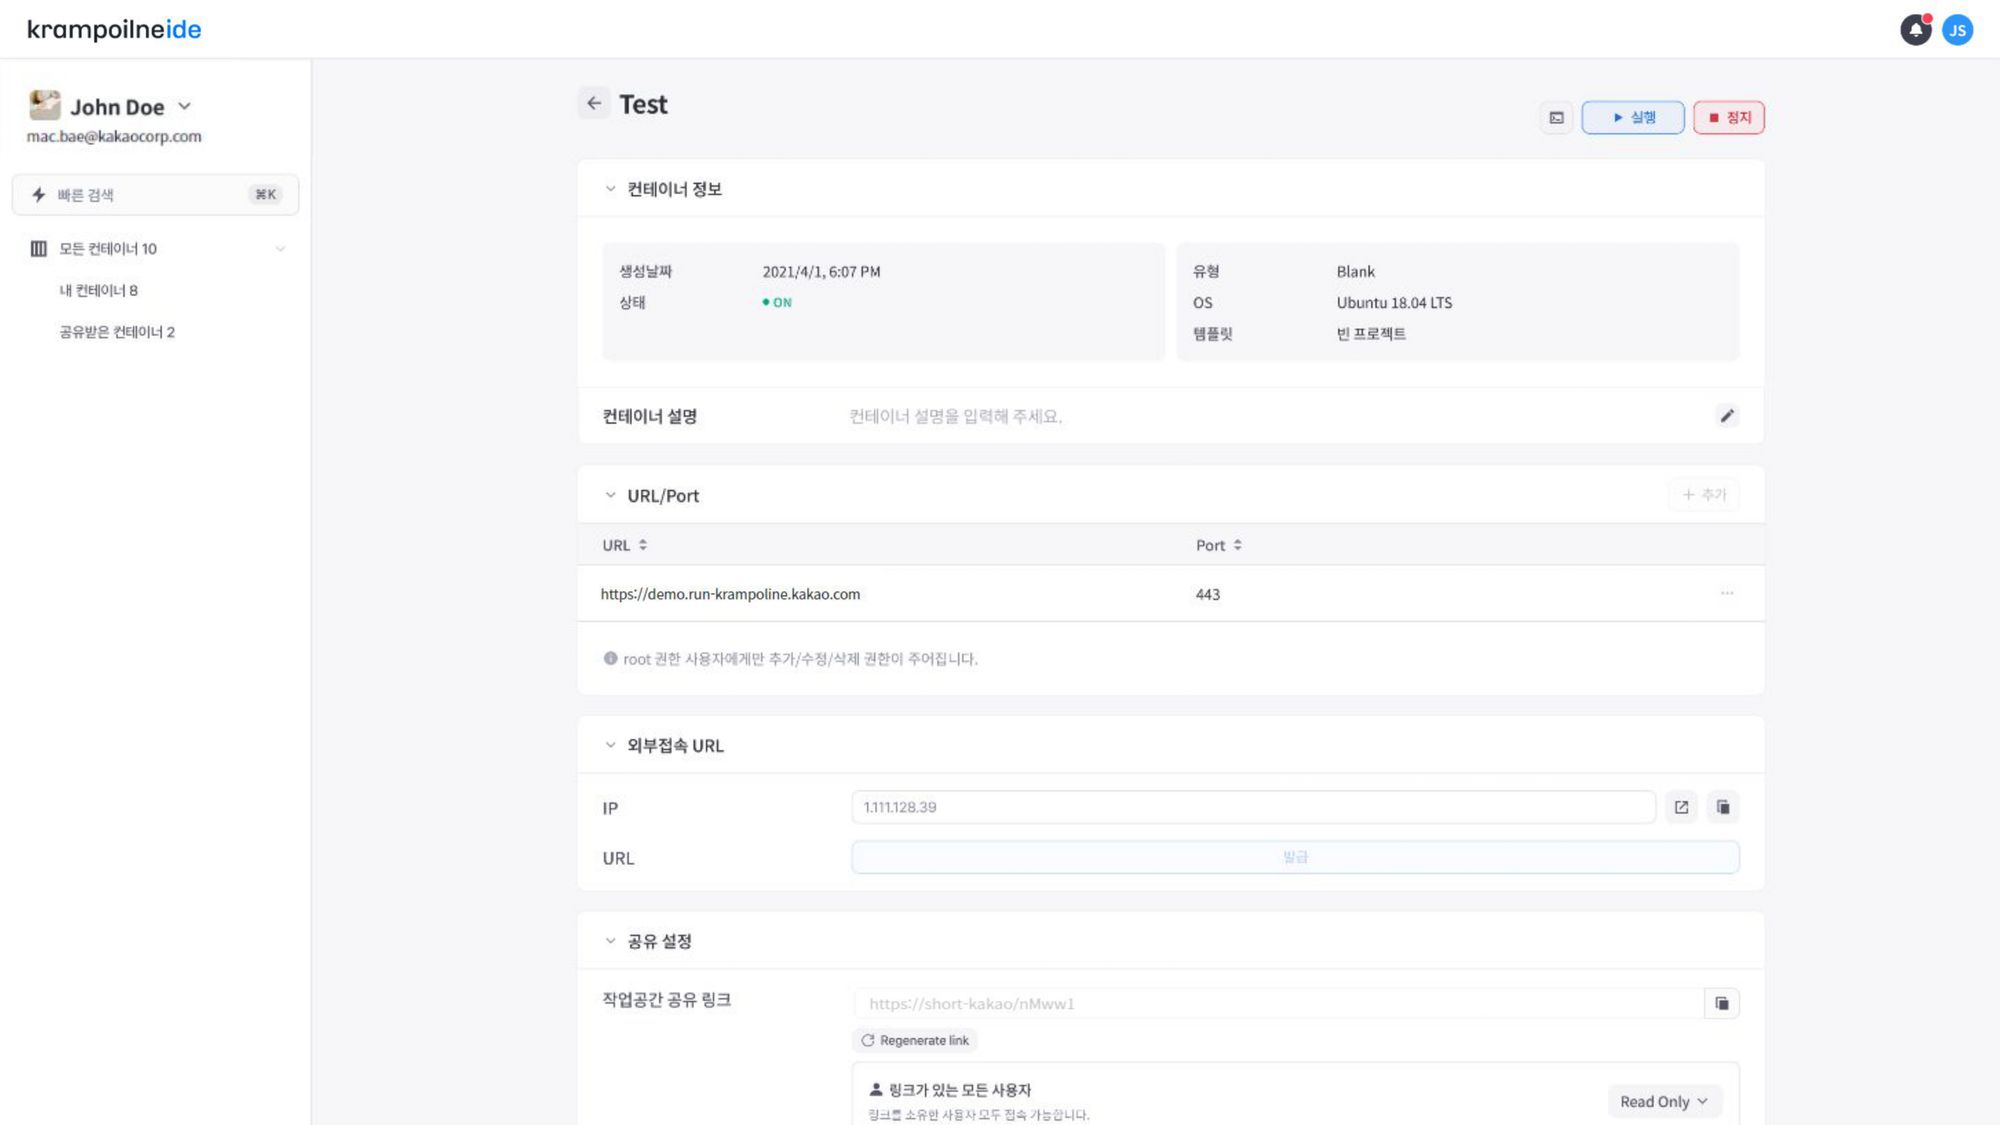 krampoilneide
JS
John Doe
mac.bae@kakaocorp.com
빠른 검색 ⌘K
모든 컨테이너 10
내 컨테이너 8
공유받은 컨테이너 2
Test
실행 정지
컨테이너 정보
생성날짜 2021/4/1, 6:07 PM
상태 ON
유형 Blank
OS Ubuntu 18.04 LTS
템플릿 빈 프로젝트
컨테이너 설명 컨테이너 설명을 입력해 주세요.
URL/Port + 추가
URL Port
https://demo.run-krampoline.kakao.com 443 ···
root 권한 사용자에게만 추가/수정/삭제 권한이 주어집니다.
외부접속 URL
IP 1.111.128.39
URL 발급
공유 설정
작업공간 공유 링크 https://short-kakao/nMww1
Regenerate link
링크가 있는 모든 사용자
링크를 소유한 사용자 모두 접속 가능합니다.
Read Only